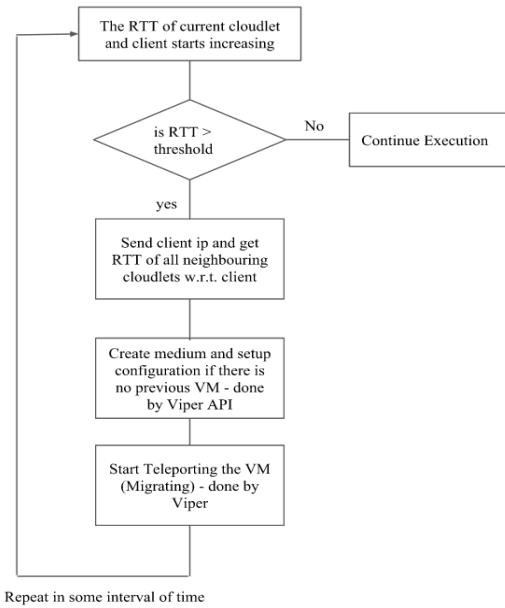 The RTT of current cloudlet
and client starts increasing
is RTT >
threshold
No
Continue Execution
yes
Send client ip and get
RTT of all neighbouring
cloudlets w.r.t. client
Create medium and setup
configuration if there is
no previous VM - done
by Viper API
Start Teleporting the VM
(Migrating) - done by
Viper
Repeat in some interval of time